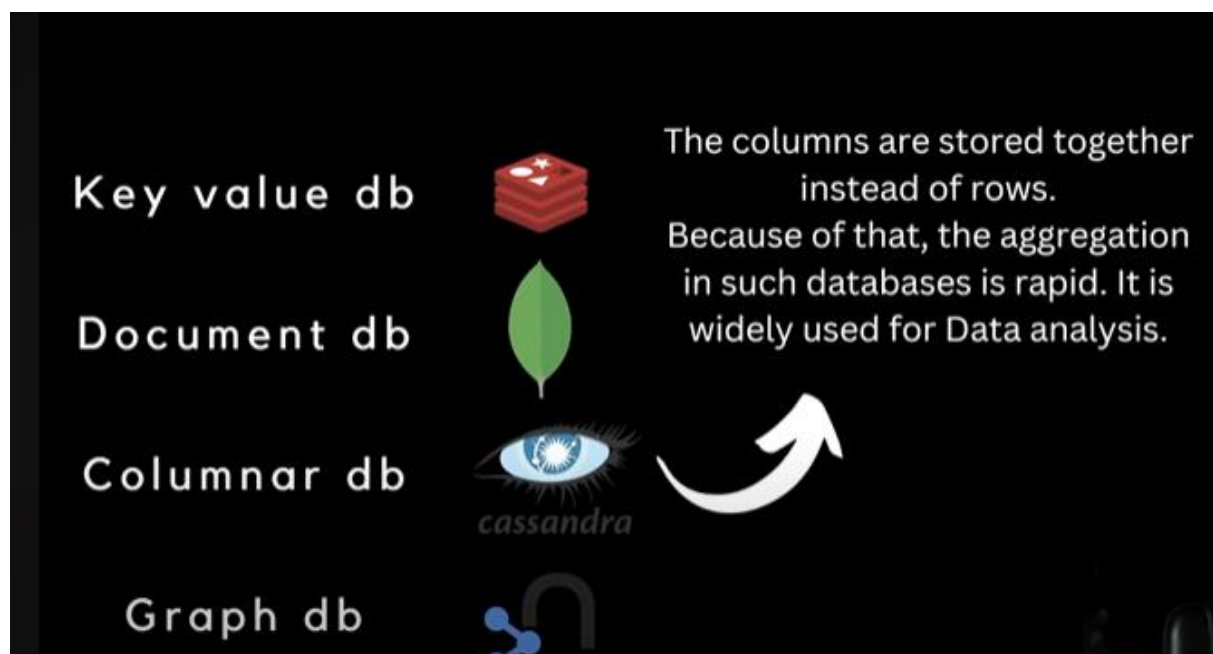 Key value db
Document db
Columnar db
cassandra
Graph db
The columns are stored together
instead of rows.
Because of that, the aggregation
in such databases is rapid. It is
widely used for Data analysis.